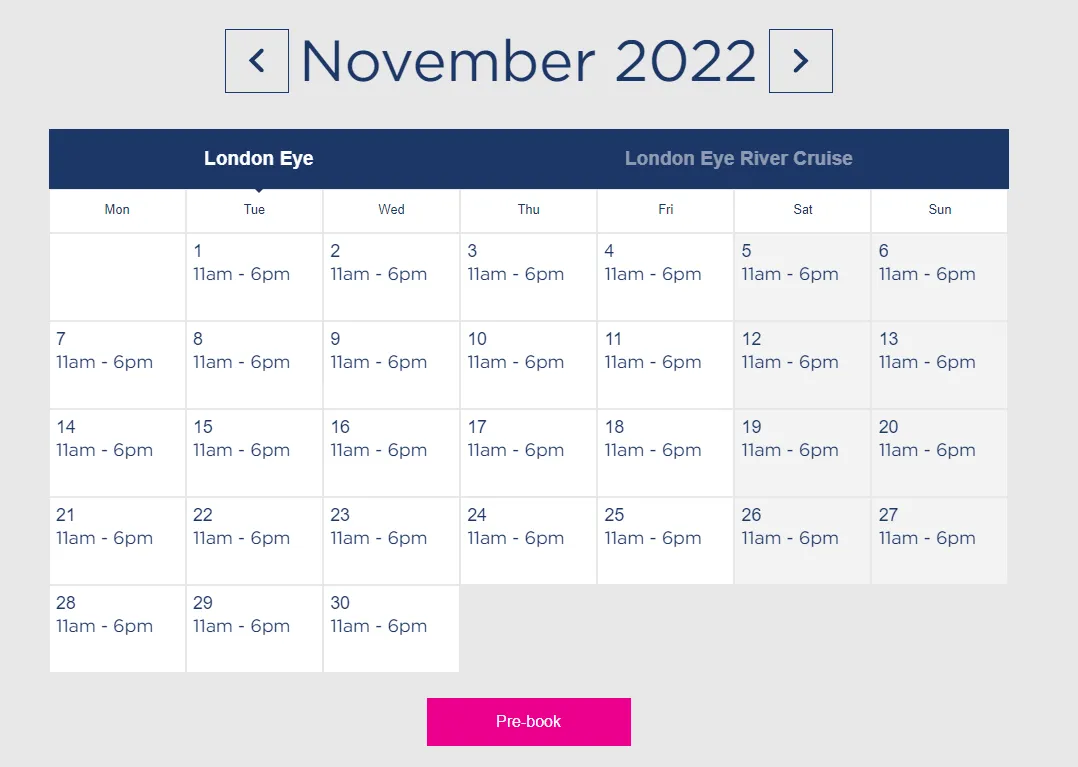 November 2022
London Eye London Eye River Cruise
Mon Tue Wed Thu Fri Sat Sun
1 2 3 4 5 6
11am - 6pm 11am - 6pm 11am - 6pm 11am - 6pm 11am - 6pm 11am - 6pm
7 8 9 10 11 12 13
11am - 6pm 11am - 6pm 11am - 6pm 11am - 6pm 11am - 6pm 11am - 6pm 11am - 6pm
14 15 16 17 18 19 20
11am - 6pm 11am - 6pm 11am - 6pm 11am - 6pm 11am - 6pm 11am - 6pm 11am - 6pm
21 22 23 24 25 26 27
11am - 6pm 11am - 6pm 11am - 6pm 11am - 6pm 11am - 6pm 11am - 6pm 11am - 6pm
28 29 30
11am - 6pm 11am - 6pm 11am - 6pm
Pre-book